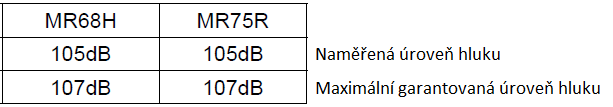 MR68H MR75R
105dB 105dB Naměřená úroveň hluku
107dB 107dB Maximální garantovaná úroveň hluku